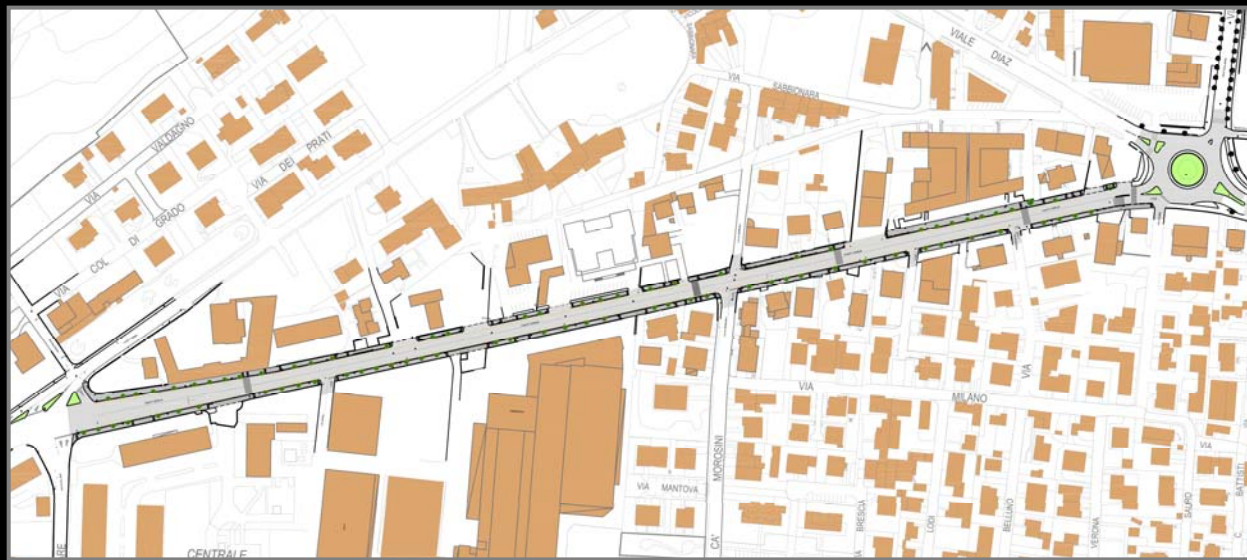 VIALE
DIAZ
VIA
SABBIONARA
VIA
VALDAGNO
VIA DEI PRATI
VIA
COL
DI
GRADO
VIA
VIA
MILANO
VIA
VIA MANTOVA
CA'
MOROSINI
BRESCIA
LODI
BELLUNO
VERONA
SAURO
BATTISTI
C.
CENTRALE
RE